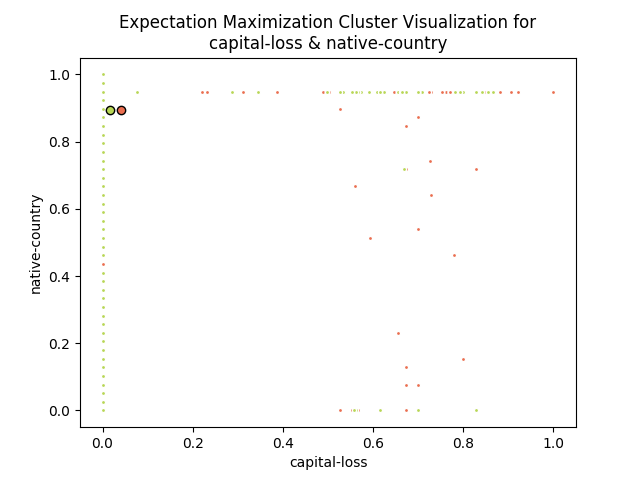 Expectation Maximization Cluster Visualization for
capital-loss & native-country
1.0
0.8
0.6
0.4
0.2
0.0
native-country
0.0 0.2 0.4 0.6 0.8 1.0
capital-loss